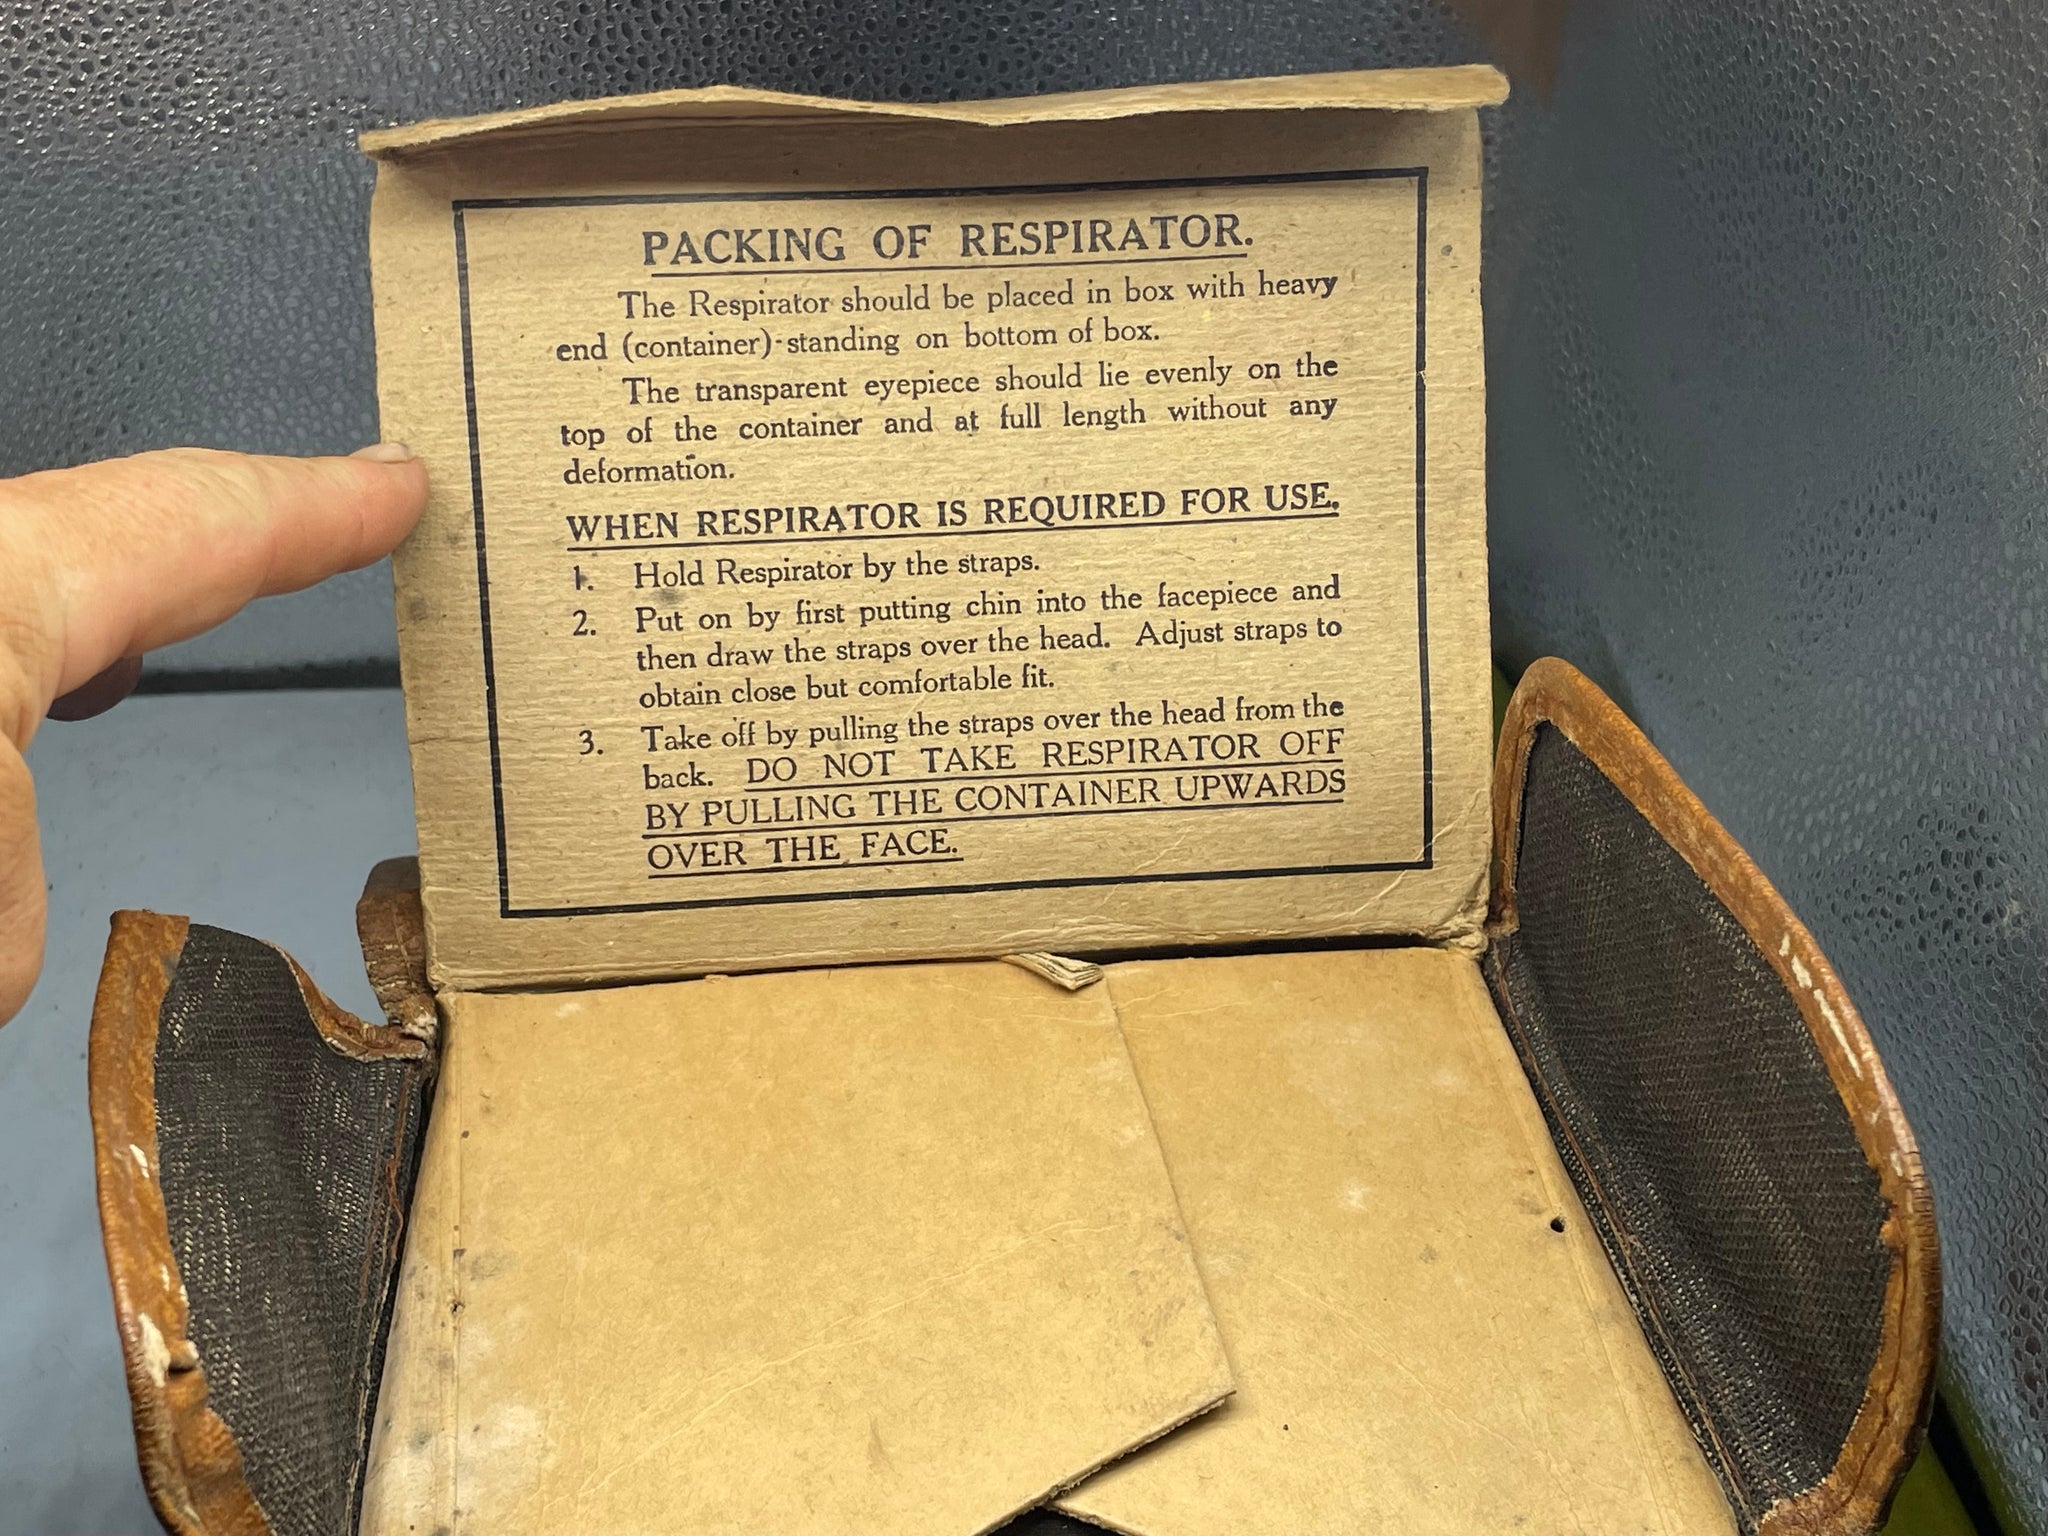 PACKING OF RESPIRATOR.
The Respirator should be placed in box with heavy
end (container)-standing on bottom of box.
The transparent eyepiece should lie evenly on the
top of the container and at full length without any
deformation.
WHEN RESPIRATOR IS REQUIRED FOR USE.
1. Hold Respirator by the straps.
2. Put on by first putting chin into the facepiece and
then draw the straps over the head. Adjust straps to
obtain close but comfortable fit.
3. Take off by pulling the straps over the head from the
back. DO NOT TAKE RESPIRATOR OFF
BY PULLING THE CONTAINER UPWARDS
OVER THE FACE.